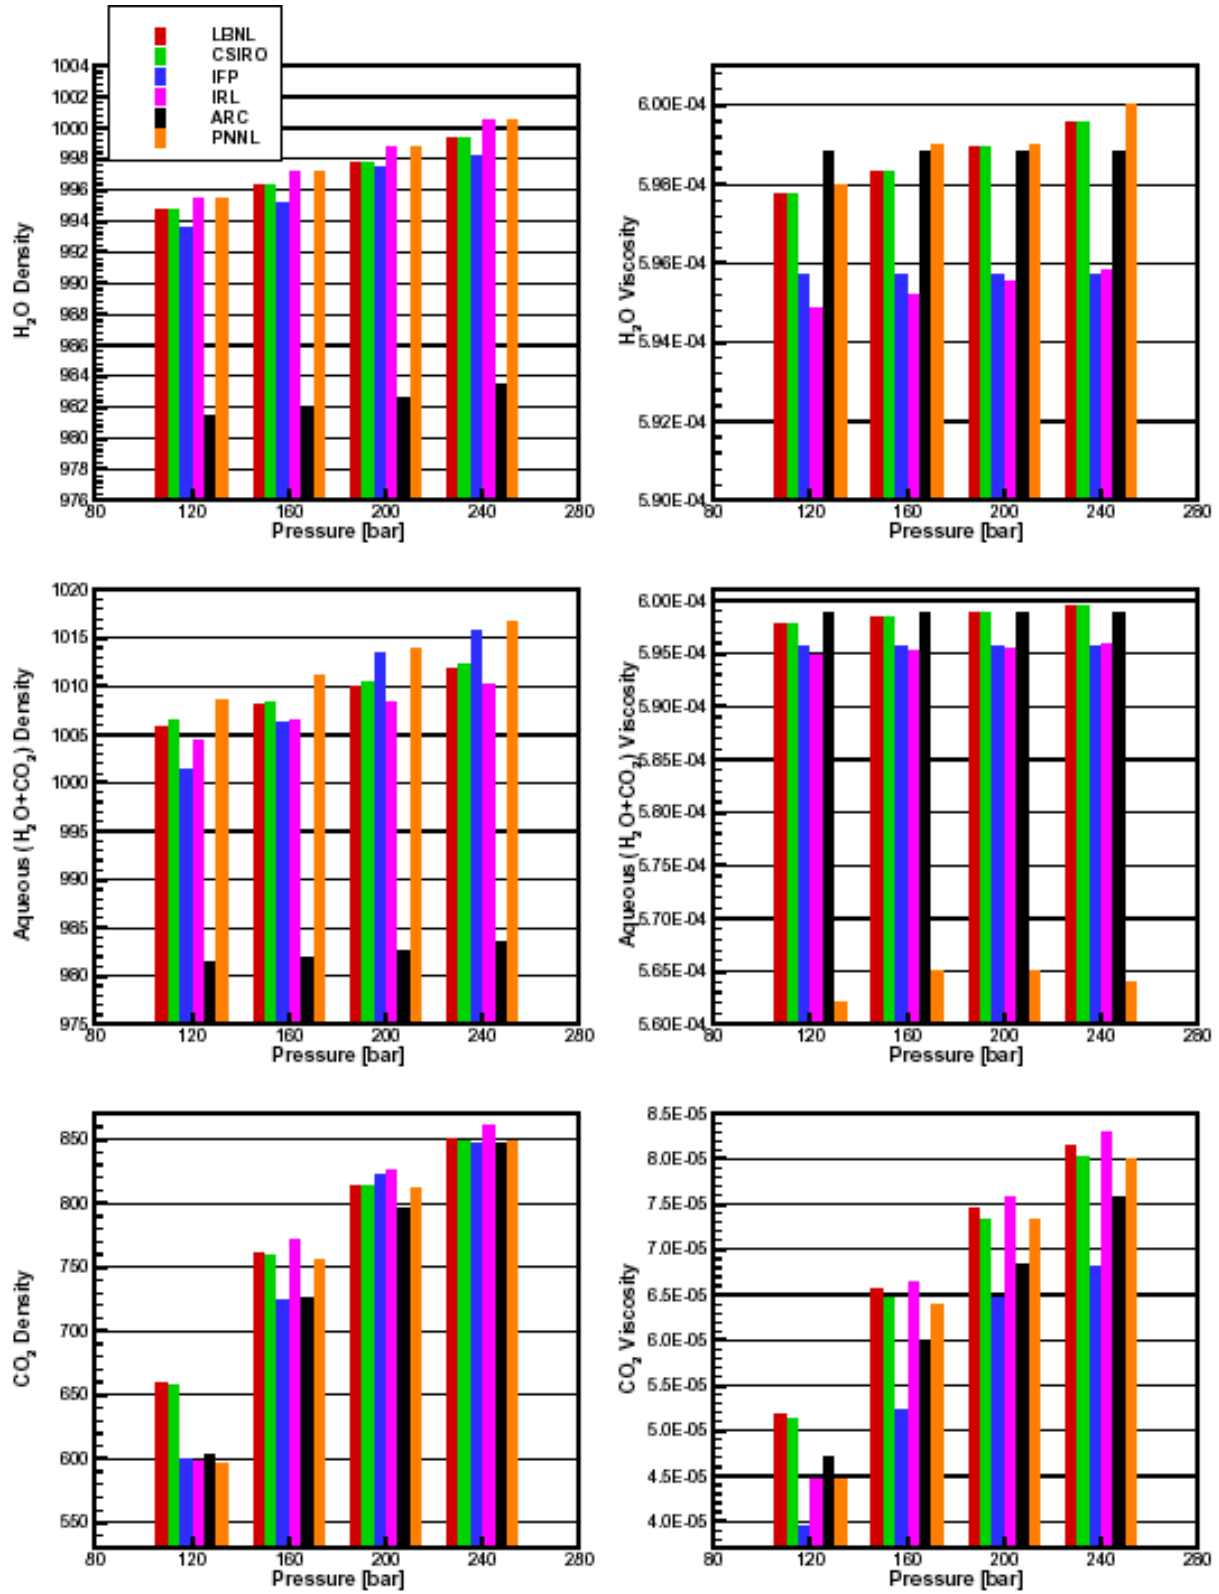 LBNL
CSIRO
IFP
IRL
ARC
PNNL
1004
1002
1000
998
996
994
992
990
988
986
984
982
980
978
976
H₂O Density
80 120 160 200 240 280
Pressure [bar]
6.00E-04
5.98E-04
5.96E-04
5.94E-04
5.92E-04
5.90E-04
H₂O Viscosity
80 120 160 200 240 280
Pressure [bar]
1020
1015
1010
1005
1000
995
990
985
980
975
Aqueous (H₂O+CO₂) Density
80 120 160 200 240 280
Pressure [bar]
6.00E-04
5.95E-04
5.90E-04
5.85E-04
5.80E-04
5.75E-04
5.70E-04
5.65E-04
5.60E-04
Aqueous (H₂O+CO₂) Viscosity
80 120 160 200 240 280
Pressure [bar]
850
800
750
700
650
600
550
CO₂ Density
80 120 160 200 240 280
Pressure [bar]
8.5E-05
8.0E-05
7.5E-05
7.0E-05
6.5E-05
6.0E-05
5.5E-05
5.0E-05
4.5E-05
4.0E-05
CO₂ Viscosity
80 120 160 200 240 280
Pressure [bar]